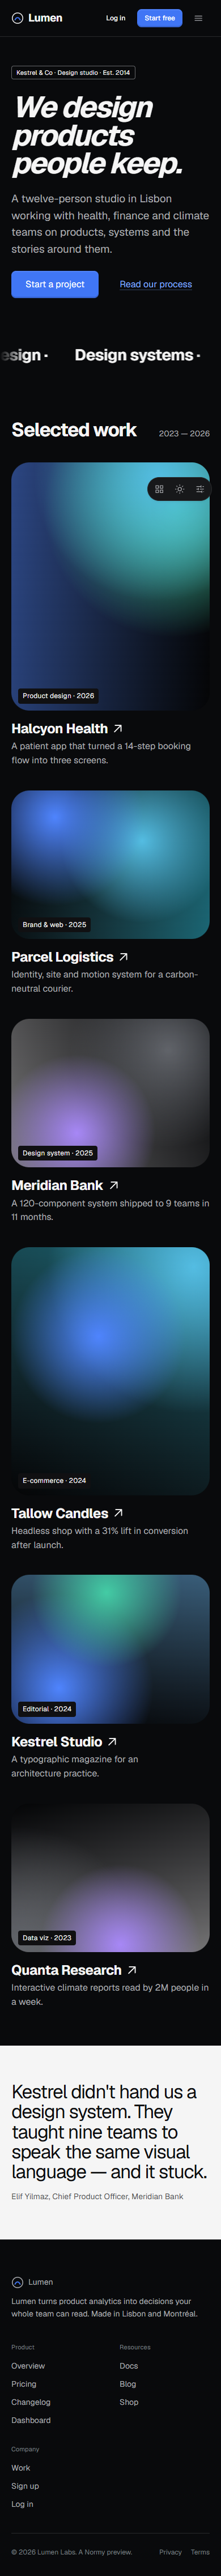 Lumen
Log in
Start free
Kestrel & Co · Design studio · Est. 2014
We design
products
people keep.
A twelve-person studio in Lisbon
working with health, finance and climate
teams on products, systems and the
stories around them.
Start a project
Read our process
esign · Design systems ·
Selected work
2023 — 2026
Product design · 2026
Halcyon Health
A patient app that turned a 14-step booking
flow into three screens.
Brand & web · 2025
Parcel Logistics
Identity, site and motion system for a carbon-
neutral courier.
Design system · 2025
Meridian Bank
A 120-component system shipped to 9 teams in
11 months.
E-commerce · 2024
Tallow Candles
Headless shop with a 31% lift in conversion
after launch.
Editorial · 2024
Kestrel Studio
A typographic magazine for an
architecture practice.
Data viz · 2023
Quanta Research
Interactive climate reports read by 2M people in
a week.
Kestrel didn't hand us a
design system. They
taught nine teams to
speak the same visual
language — and it stuck.
Elif Yilmaz, Chief Product Officer, Meridian Bank
Lumen
Lumen turns product analytics into decisions your
whole team can read. Made in Lisbon and Montréal.
Product
Overview
Pricing
Changelog
Dashboard
Resources
Docs
Blog
Shop
Company
Work
Sign up
Log in
© 2026 Lumen Labs. A Normy preview.
Privacy
Terms